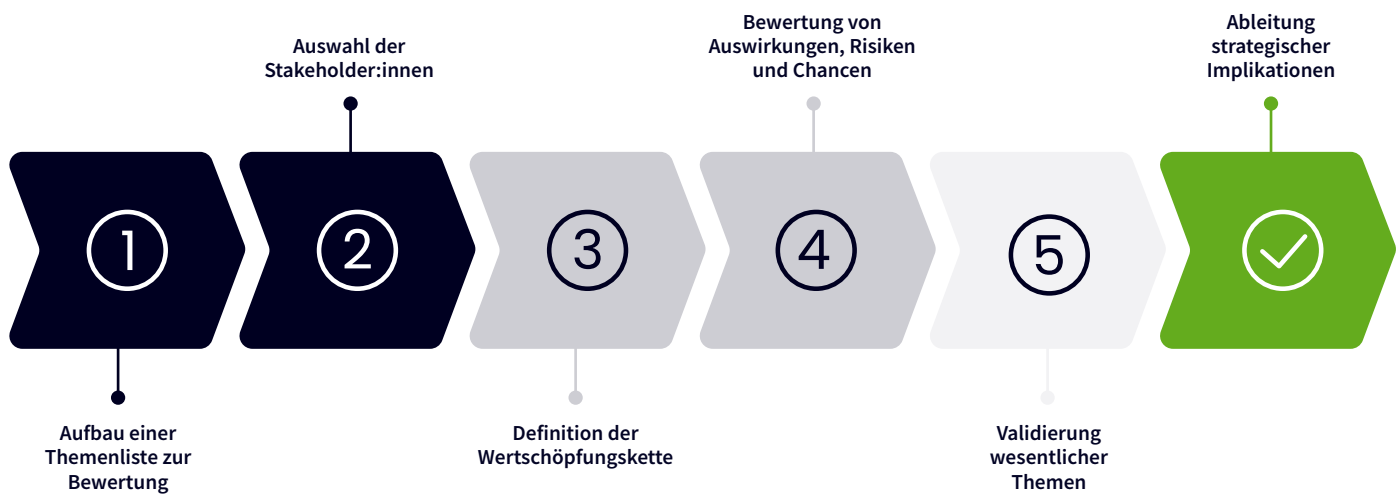 1
Aufbau einer
Themenliste zur
Bewertung
2
Auswahl der
Stakeholder:innen
3
Definition der
Wertschöpfungskette
4
Bewertung von
Auswirkungen, Risiken
und Chancen
5
Validierung
wesentlicher
Themen
Ableitung
strategischer
Implikationen